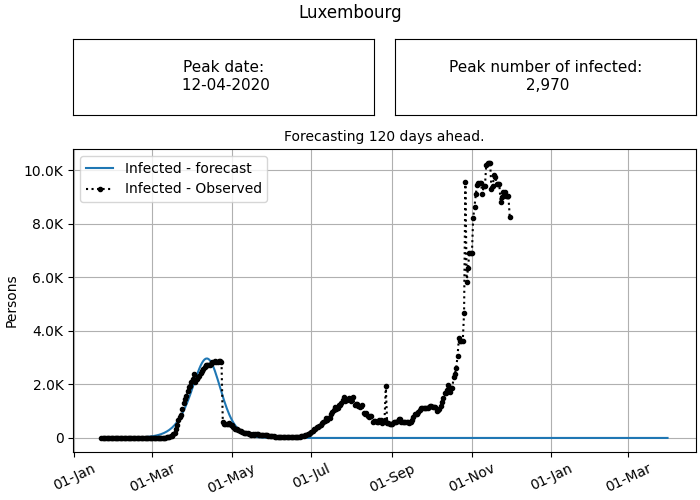 Luxembourg
Peak date:
12-04-2020
Peak number of infected:
2,970
Forecasting 120 days ahead.
Infected - forecast
Infected - Observed
10.0K
8.0K
6.0K
4.0K
2.0K
0
Persons
01-Jan
01-Mar
01-May
01-Jul
01-Sep
01-Nov
01-Jan
01-Mar